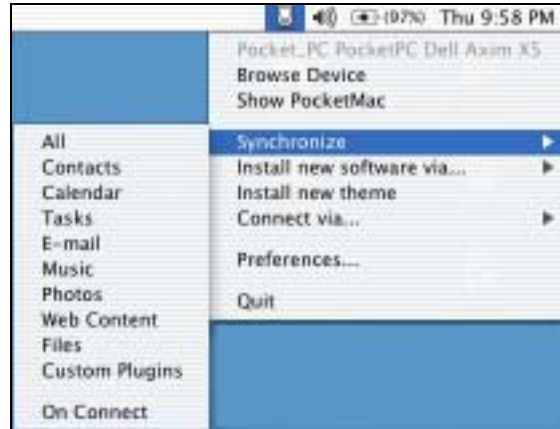 (97%) Thu 9:58 PM
Pocket_PC PocketPC Dell Axim X5
Browse Device
Show PocketMac
Synchronize
Install new software via...
Install new theme
Connect via...
Preferences...
Quit
All
Contacts
Calendar
Tasks
E-mail
Music
Photos
Web Content
Files
Custom Plugins
On Connect